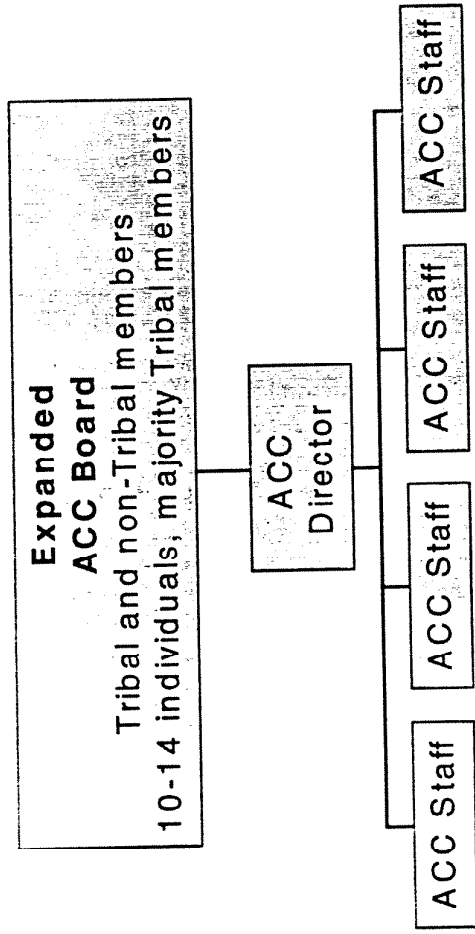 Expanded
ACC Board
Tribal and non-Tribal members
10-14 individuals, majority Tribal members
ACC
Director
ACC Staff
ACC Staff
ACC Staff
ACC Staff